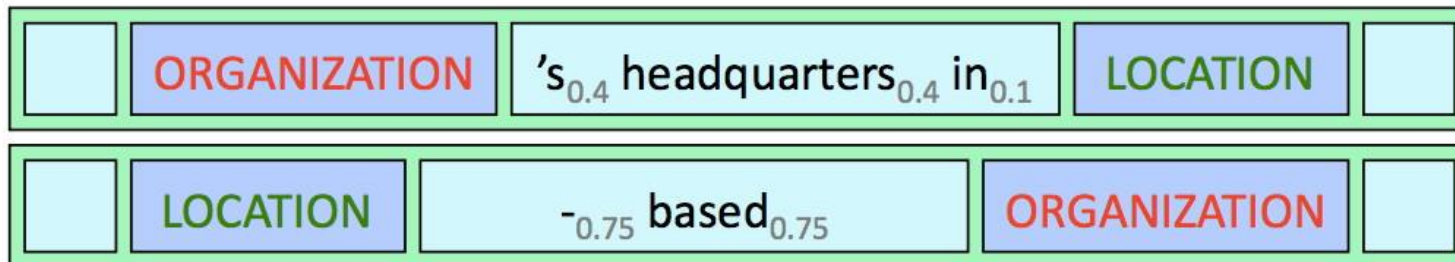 ORGANIZATION ’s0.4 headquarters0.4 in0.1 LOCATION
LOCATION -0.75 based0.75 ORGANIZATION